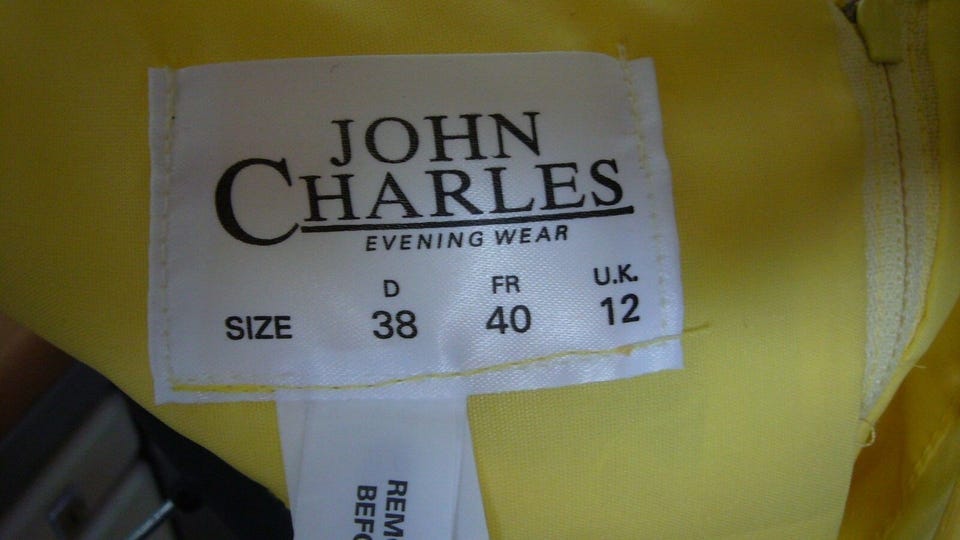 JOHN
CHARLES
EVENING WEAR
D FR U.K.
SIZE 38 40 12